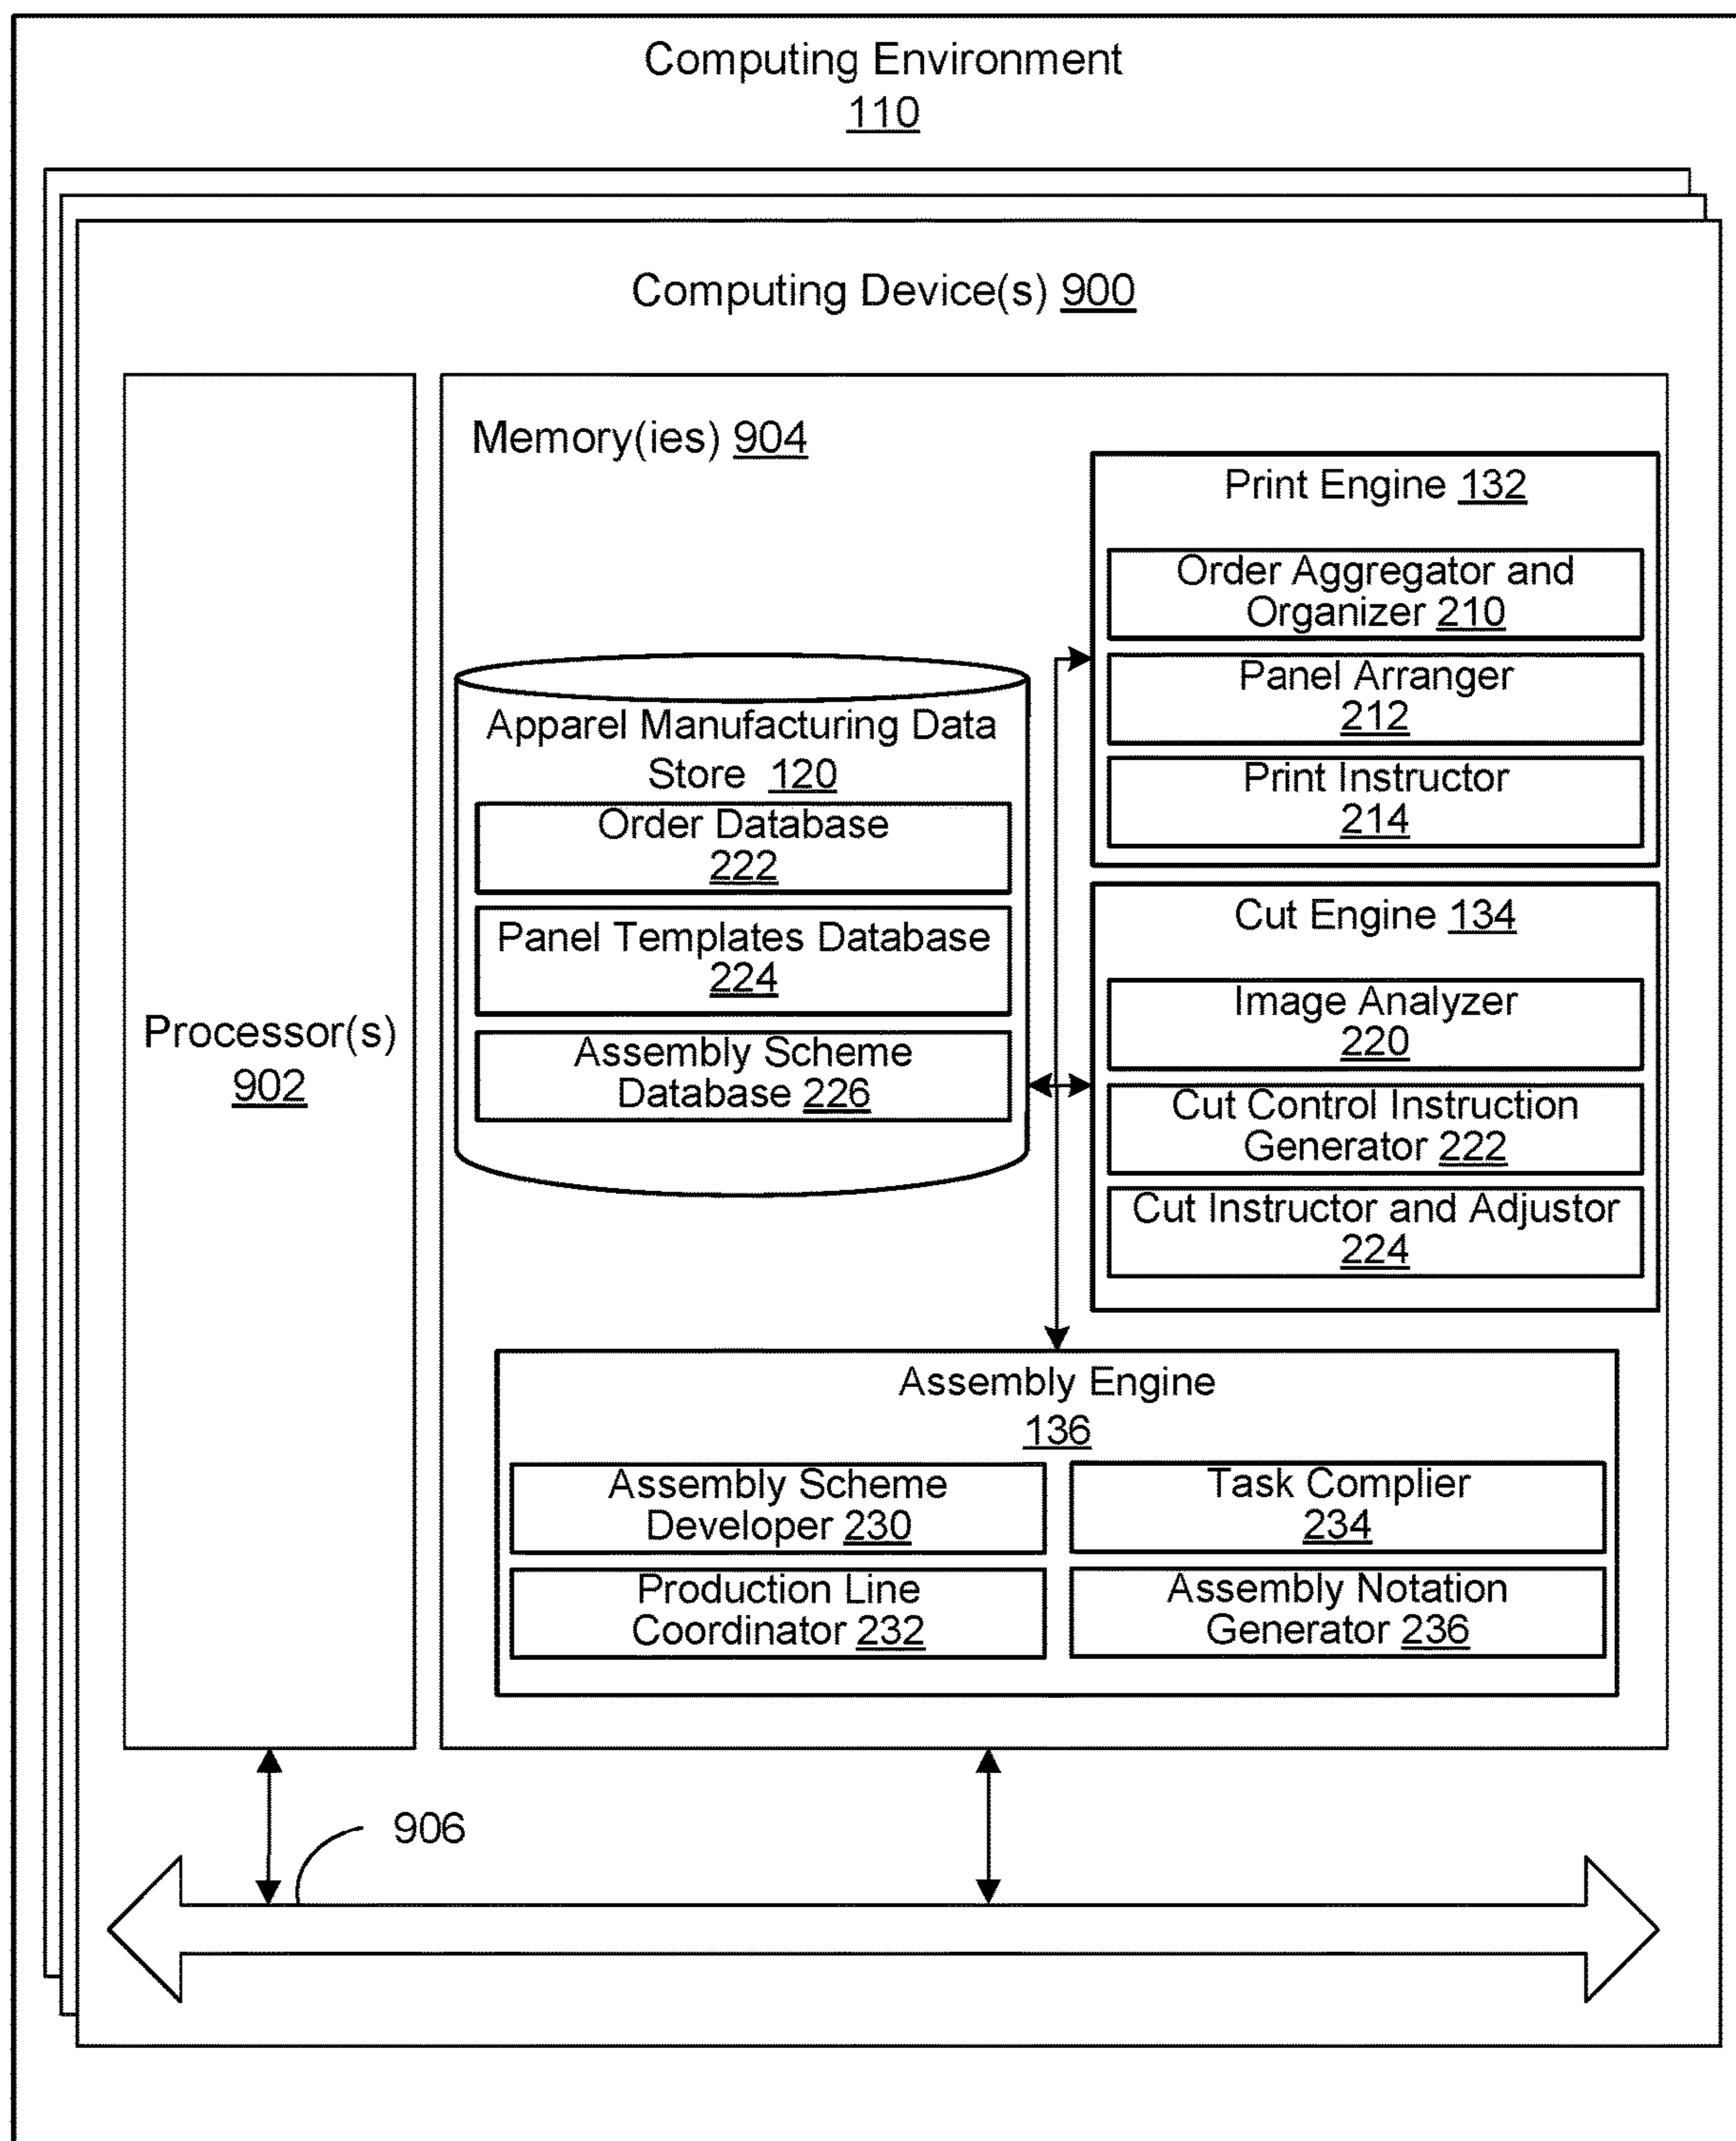 Computing Environment
110
Computing Device(s) 900
Processor(s)
902
Memory(ies) 904
Apparel Manufacturing Data
Store 120
Order Database
222
Panel Templates Database
224
Assembly Scheme
Database 226
Print Engine 132
Order Aggregator and
Organizer 210
Panel Arranger
212
Print Instructor
214
Cut Engine 134
Image Analyzer
220
Cut Control Instruction
Generator 222
Cut Instructor and Adjustor
224
Assembly Engine
136
Assembly Scheme
Developer 230
Task Complier
234
Production Line
Coordinator 232
Assembly Notation
Generator 236
906